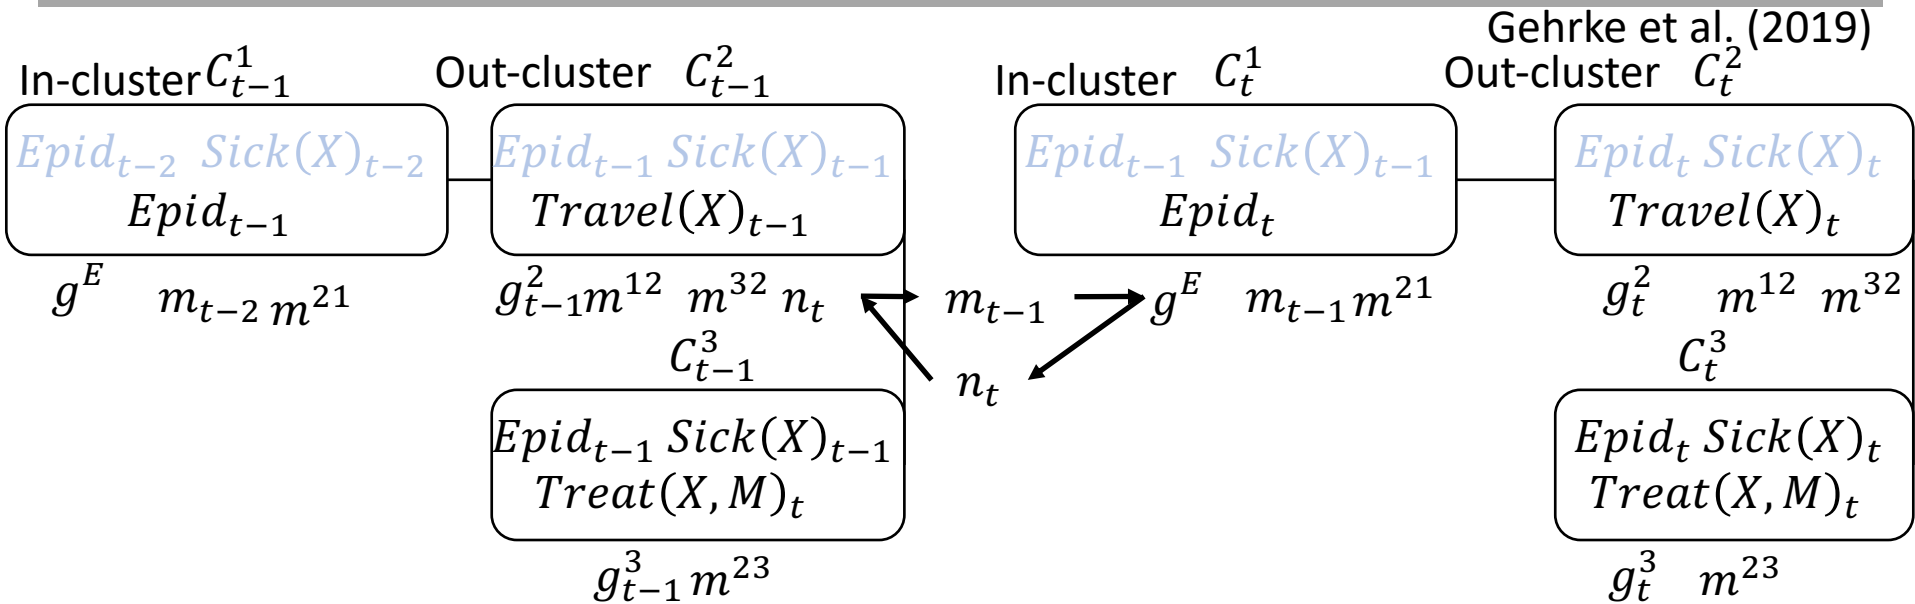 Gehrke et al. (2019)
In-cluster C^1_{t−1}
Out-cluster C^2_{t−1}
In-cluster C^1_t
Out-cluster C^2_t
Epid_{t−2} Sick(X)_{t−2}
Epid_{t−1}
g^E m_{t−2} m^{21}
Epid_{t−1} Sick(X)_{t−1}
Travel(X)_{t−1}
g^2_{t−1} m^{12} m^{32} n_t
m_{t−1}
n_t
Epid_{t−1} Sick(X)_{t−1}
Epid_t
g^E m_{t−1} m^{21}
Epid_t Sick(X)_t
Travel(X)_t
g^2_t m^{12} m^{32}
C^3_{t−1}
Epid_{t−1} Sick(X)_{t−1}
Treat(X, M)_t
g^3_{t−1} m^{23}
C^3_t
Epid_t Sick(X)_t
Treat(X, M)_t
g^3_t m^{23}